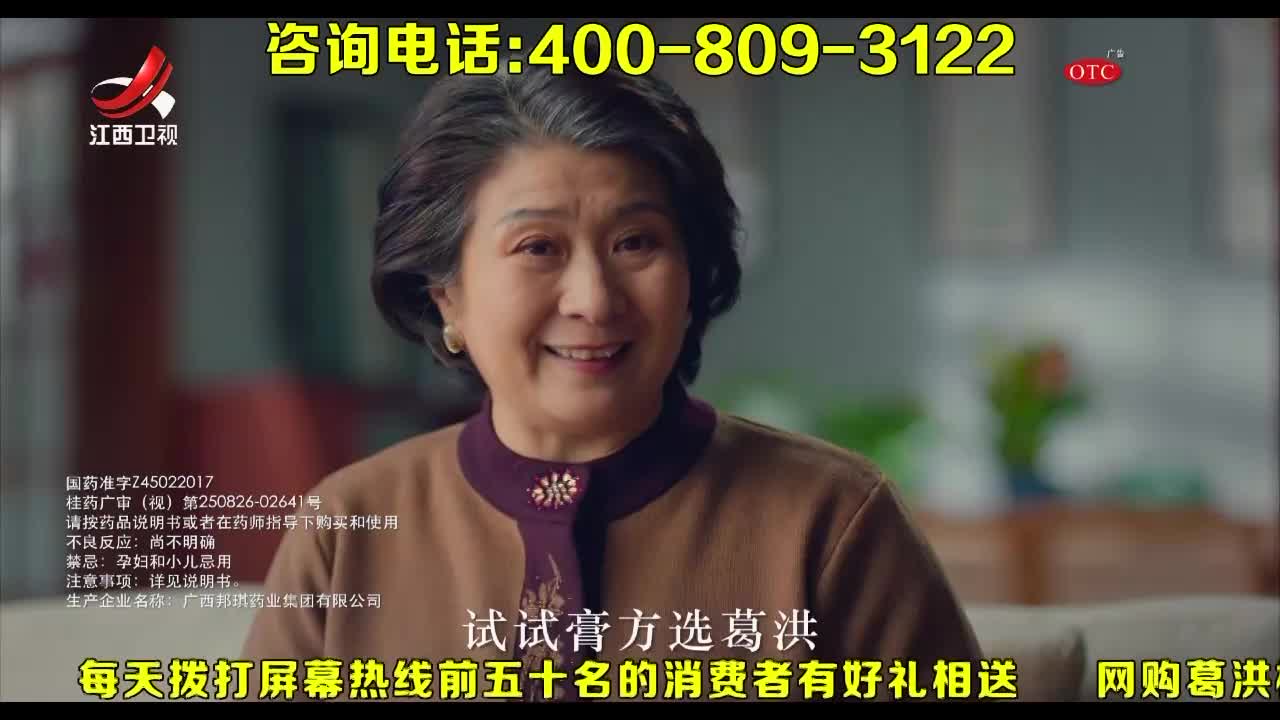 咨询电话:400-809-3122
广告
OTC
江西卫视
国药准字Z45022017
桂药广审（视）第250826-02641号
请按药品说明书或者在药师指导下购买和使用
不良反应：尚不明确
禁忌：孕妇和小儿忌用
注意事项：详见说明书。
生产企业名称：广西邦琪药业集团有限公司
试试膏方选葛洪
每天拨打屏幕热线前五十名的消费者有好礼相送 网购葛洪